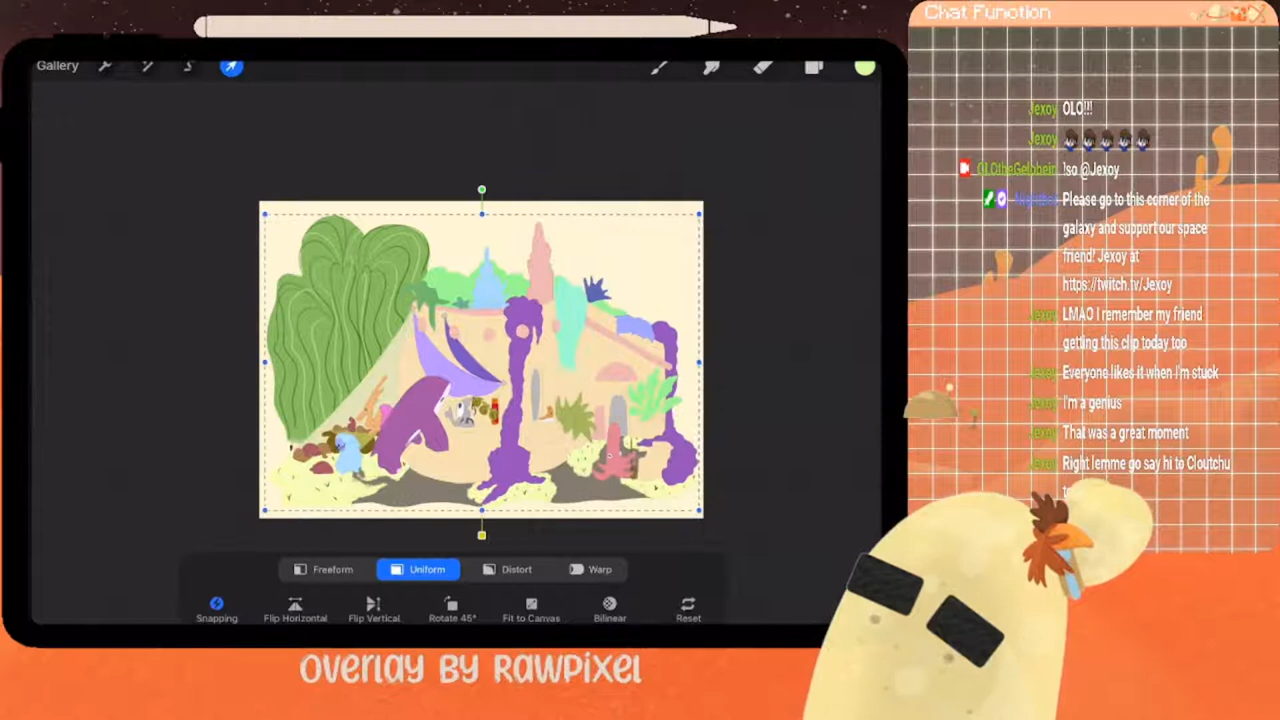 Chat Function
Gallery
Jexoy OLO!!!
Jexoy
OLOtheGelbbein !so @Jexoy
Nightbot Please go to this corner of the
galaxy and support our space
friend! Jexoy at
https://twitch.tv/Jexoy
Jexoy LMAO I remember my friend
getting this clip today too
Jexoy Everyone likes it when I'm stuck
Jexoy I'm a genius
Jexoy That was a great moment
Jexoy Right lemme go say hi to Cloutchu
Freeform Uniform Distort Warp
Snapping Flip Horizontal Flip Vertical Rotate 45° Fit to Canvas Bilinear Reset
OVERLAY BY RAWPIXEL